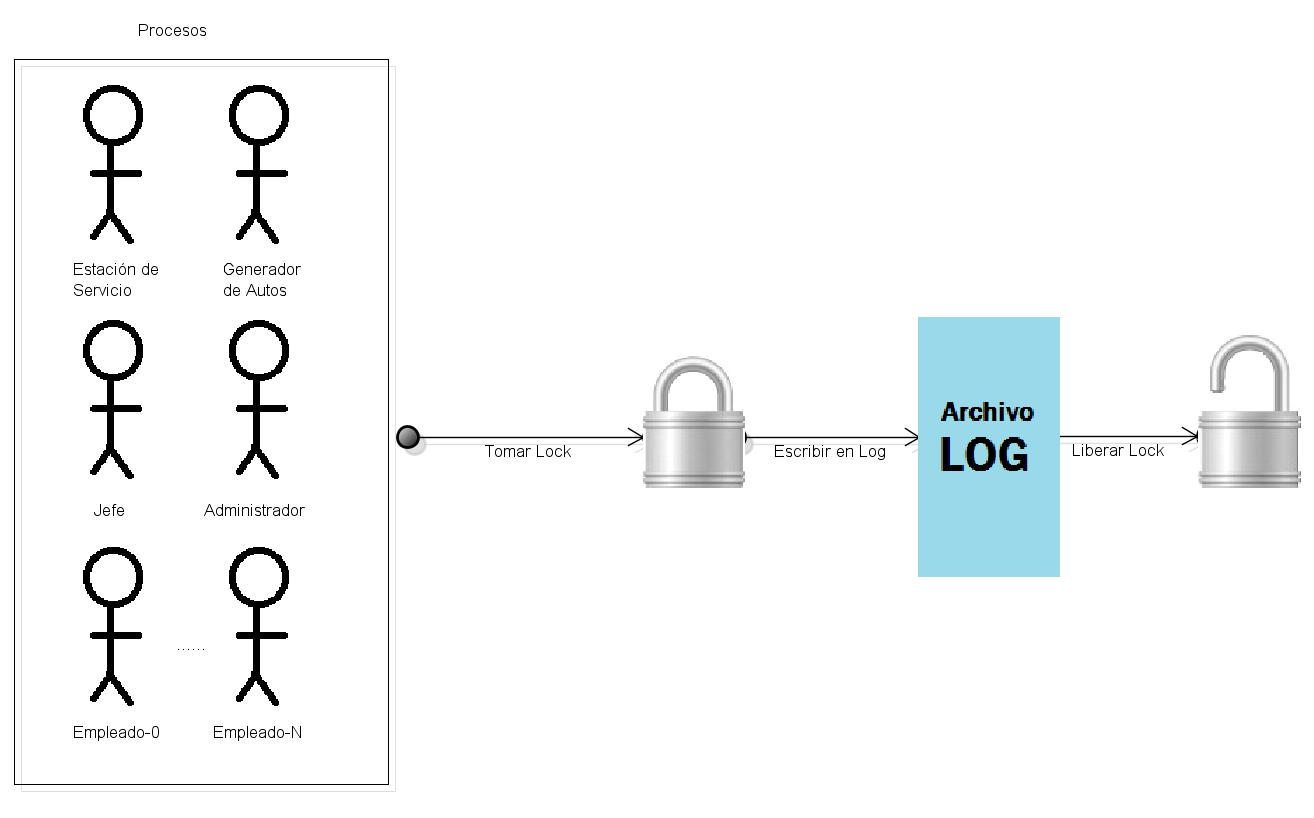 Procesos
Estación de
Servicio
Generador
de Autos
Jefe
Administrador
......
Empleado-0
Empleado-N
Tomar Lock
Escribir en Log
Archivo
LOG
Liberar Lock